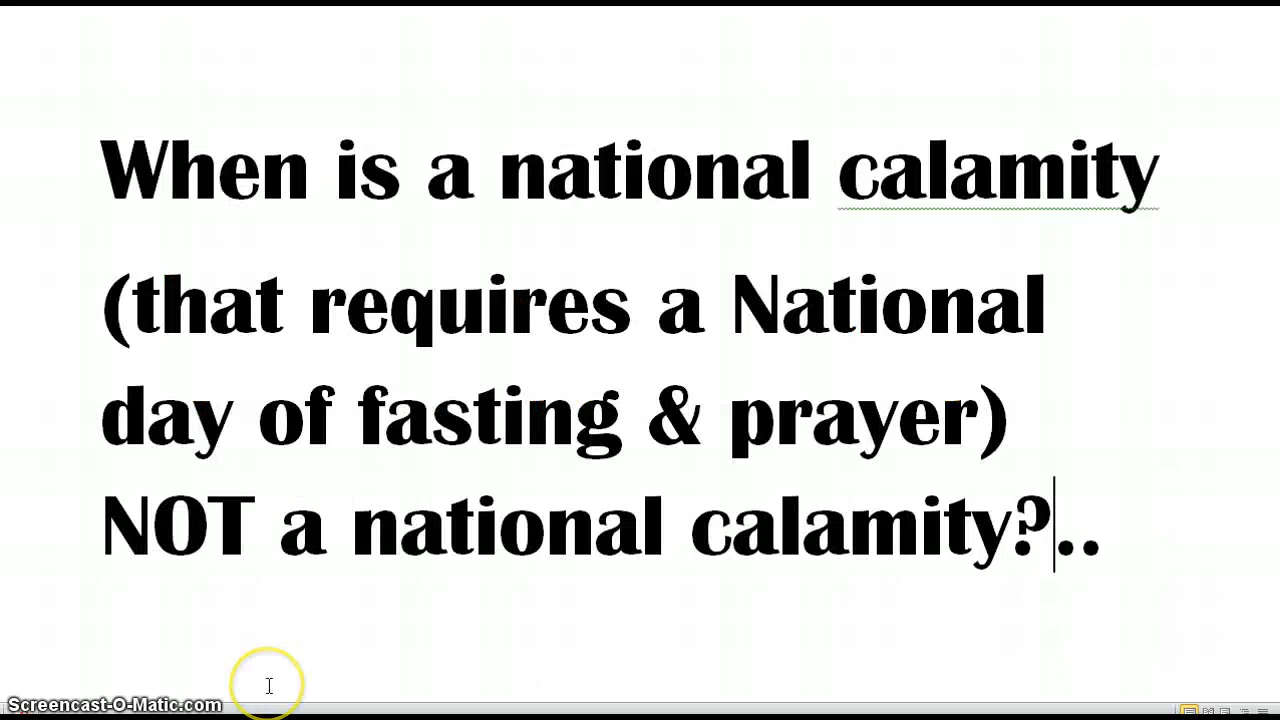 When is a national calamity
(that requires a National
day of fasting & prayer)
NOT a national calamity?..
Screencast-O-Matic.com